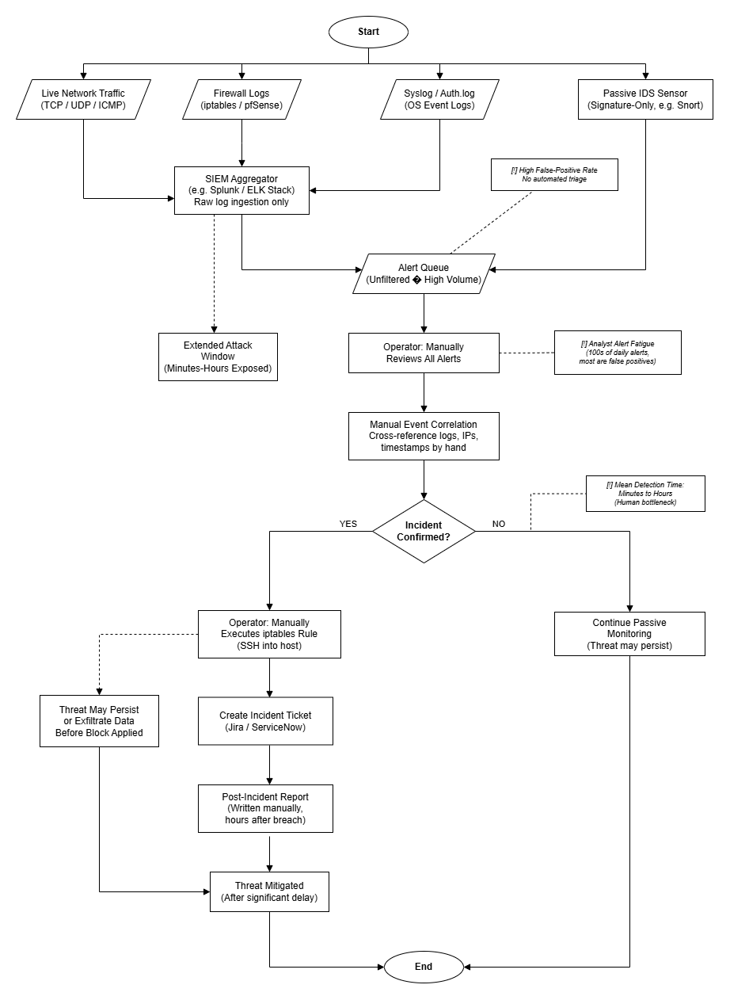 Start
Live Network Traffic
(TCP / UDP / ICMP)
Firewall Logs
(iptables / pfSense)
Syslog / Auth.log
(OS Event Logs)
Passive IDS Sensor
(Signature-Only, e.g. Snort)
SIEM Aggregator
(e.g. Splunk / ELK Stack)
Raw log ingestion only
[!] High False-Positive Rate
No automated triage
Alert Queue
(Unfiltered � High Volume)
Extended Attack
Window
(Minutes-Hours Exposed)
Operator: Manually
Reviews All Alerts
[!] Analyst Alert Fatigue
(100s of daily alerts,
most are false positives)
Manual Event Correlation
Cross-reference logs, IPs,
timestamps by hand
[!] Mean Detection Time:
Minutes to Hours
(Human bottleneck)
YES
Incident
Confirmed?
NO
Operator: Manually
Executes iptables Rule
(SSH into host)
Continue Passive
Monitoring
(Threat may persist)
Threat May Persist
or Exfiltrate Data
Before Block Applied
Create Incident Ticket
(Jira / ServiceNow)
Post-Incident Report
(Written manually,
hours after breach)
Threat Mitigated
(After significant delay)
End